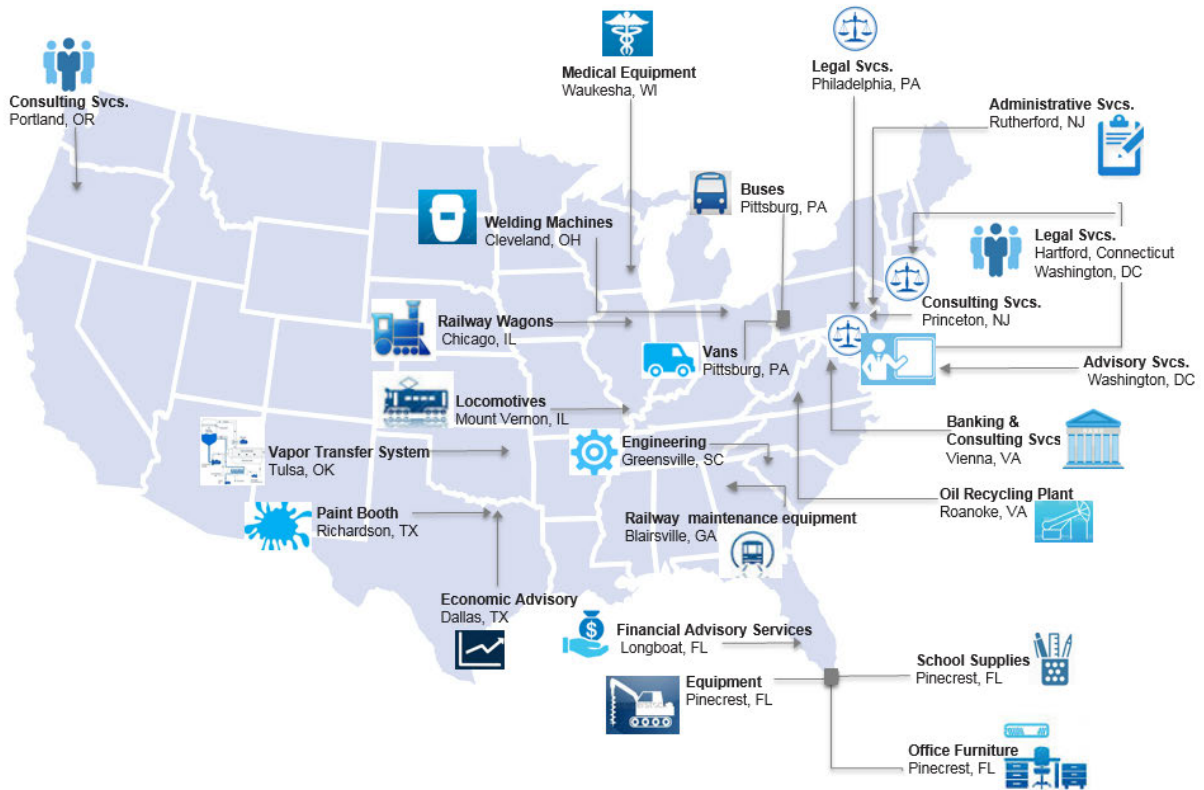 Medical Equipment
Waukesha, WI
Legal Svcs.
Philadelphia, PA
Consulting Svcs.
Portland, OR
Administrative Svcs.
Rutherford, NJ
Buses
Pittsburg, PA
Welding Machines
Cleveland, OH
Legal Svcs.
Hartford, Connecticut
Washington, DC
Consulting Svcs.
Princeton, NJ
Railway Wagons
Chicago, IL
Vans
Pittsburg, PA
Advisory Svcs.
Washington, DC
Locomotives
Mount Vernon, IL
Banking &
Consulting Svcs
Vienna, VA
Vapor Transfer System
Tulsa, OK
Engineering
Greensville, SC
Oil Recycling Plant
Roanoke, VA
Paint Booth
Richardson, TX
Railway maintenance equipment
Blairsville, GA
Economic Advisory
Dallas, TX
$
Financial Advisory Services
Longboat, FL
School Supplies
Pinecrest, FL
Equipment
Pinecrest, FL
Office Furniture
Pinecrest, FL